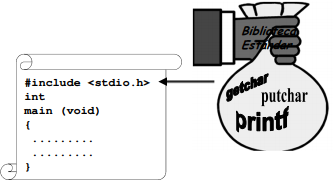 #include <stdio.h>
int
main (void)
{
.........
.........
}
Biblioteca
Estándar
getchar
putchar
printf